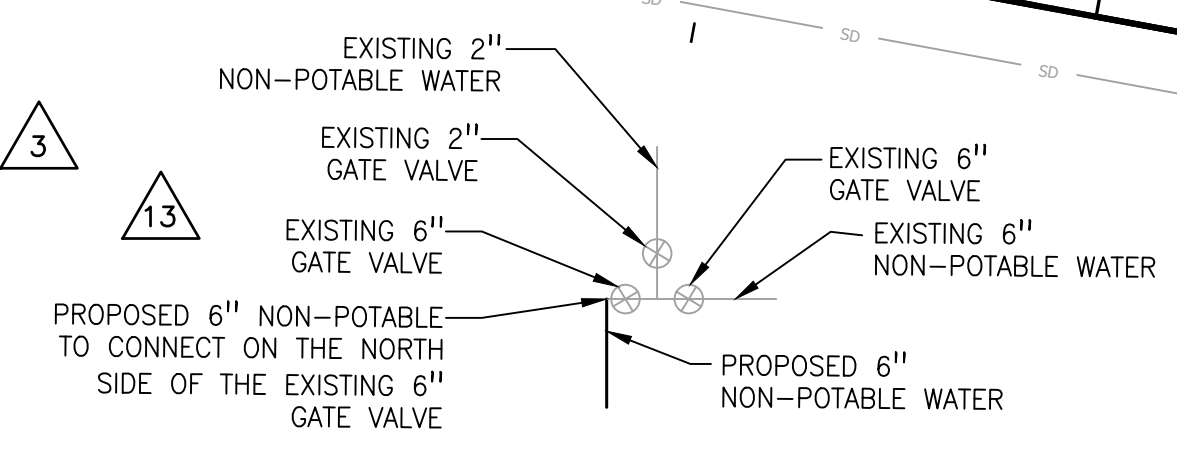 SD
SD
SD
EXISTING 2"
NON-POTABLE WATER
EXISTING 2"
GATE VALVE
3
13
EXISTING 6"
GATE VALVE
EXISTING 6"
GATE VALVE
EXISTING 6"
NON-POTABLE WATER
PROPOSED 6" NON-POTABLE
TO CONNECT ON THE NORTH
SIDE OF THE EXISTING 6"
GATE VALVE
PROPOSED 6"
NON-POTABLE WATER